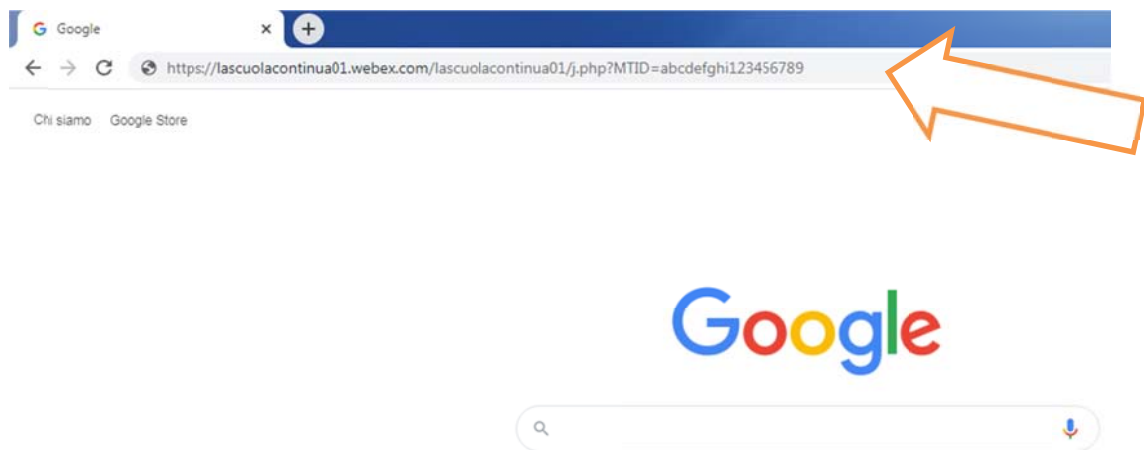 Google
https://lascuolacontinua01.webex.com/lascuolacontinua01/j.php?MTID=abcdefghi123456789
Chi siamo Google Store
Google